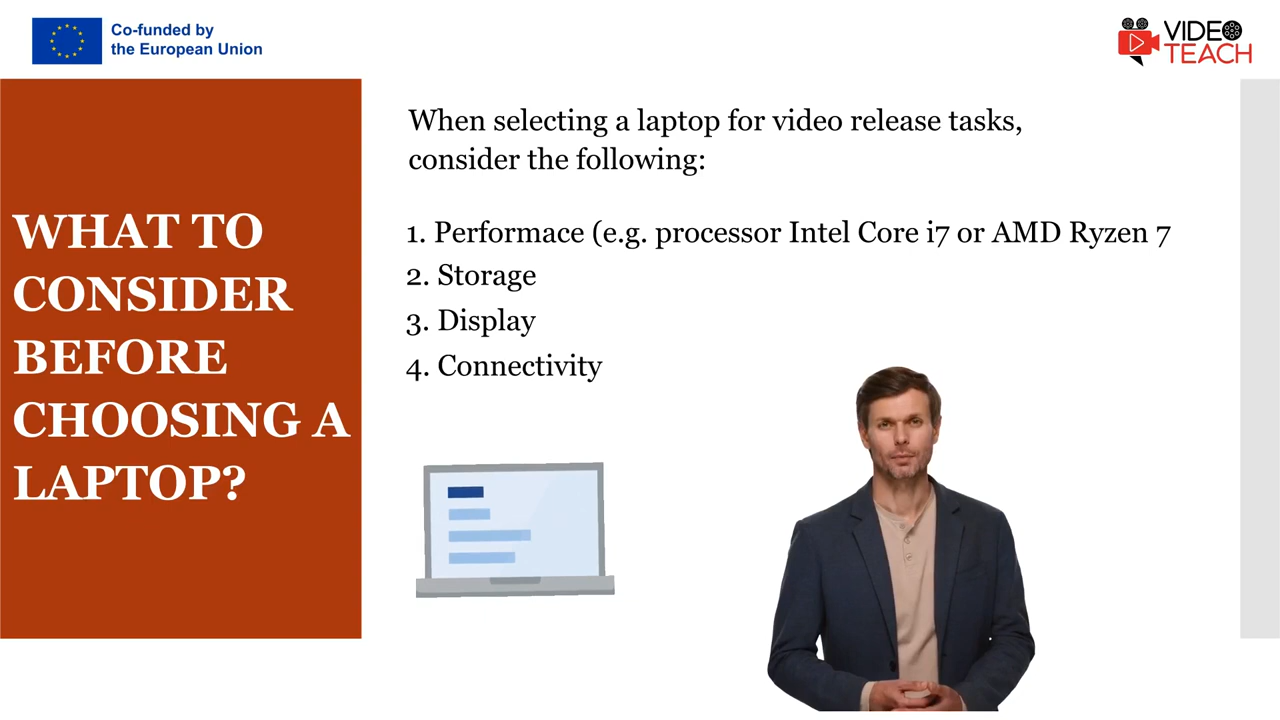 Co-funded by
the European Union
VIDEO
TEACH
WHAT TO
CONSIDER
BEFORE
CHOOSING A
LAPTOP?
When selecting a laptop for video release tasks,
consider the following:
1. Performace (e.g. processor Intel Core i7 or AMD Ryzen 7
2. Storage
3. Display
4. Connectivity